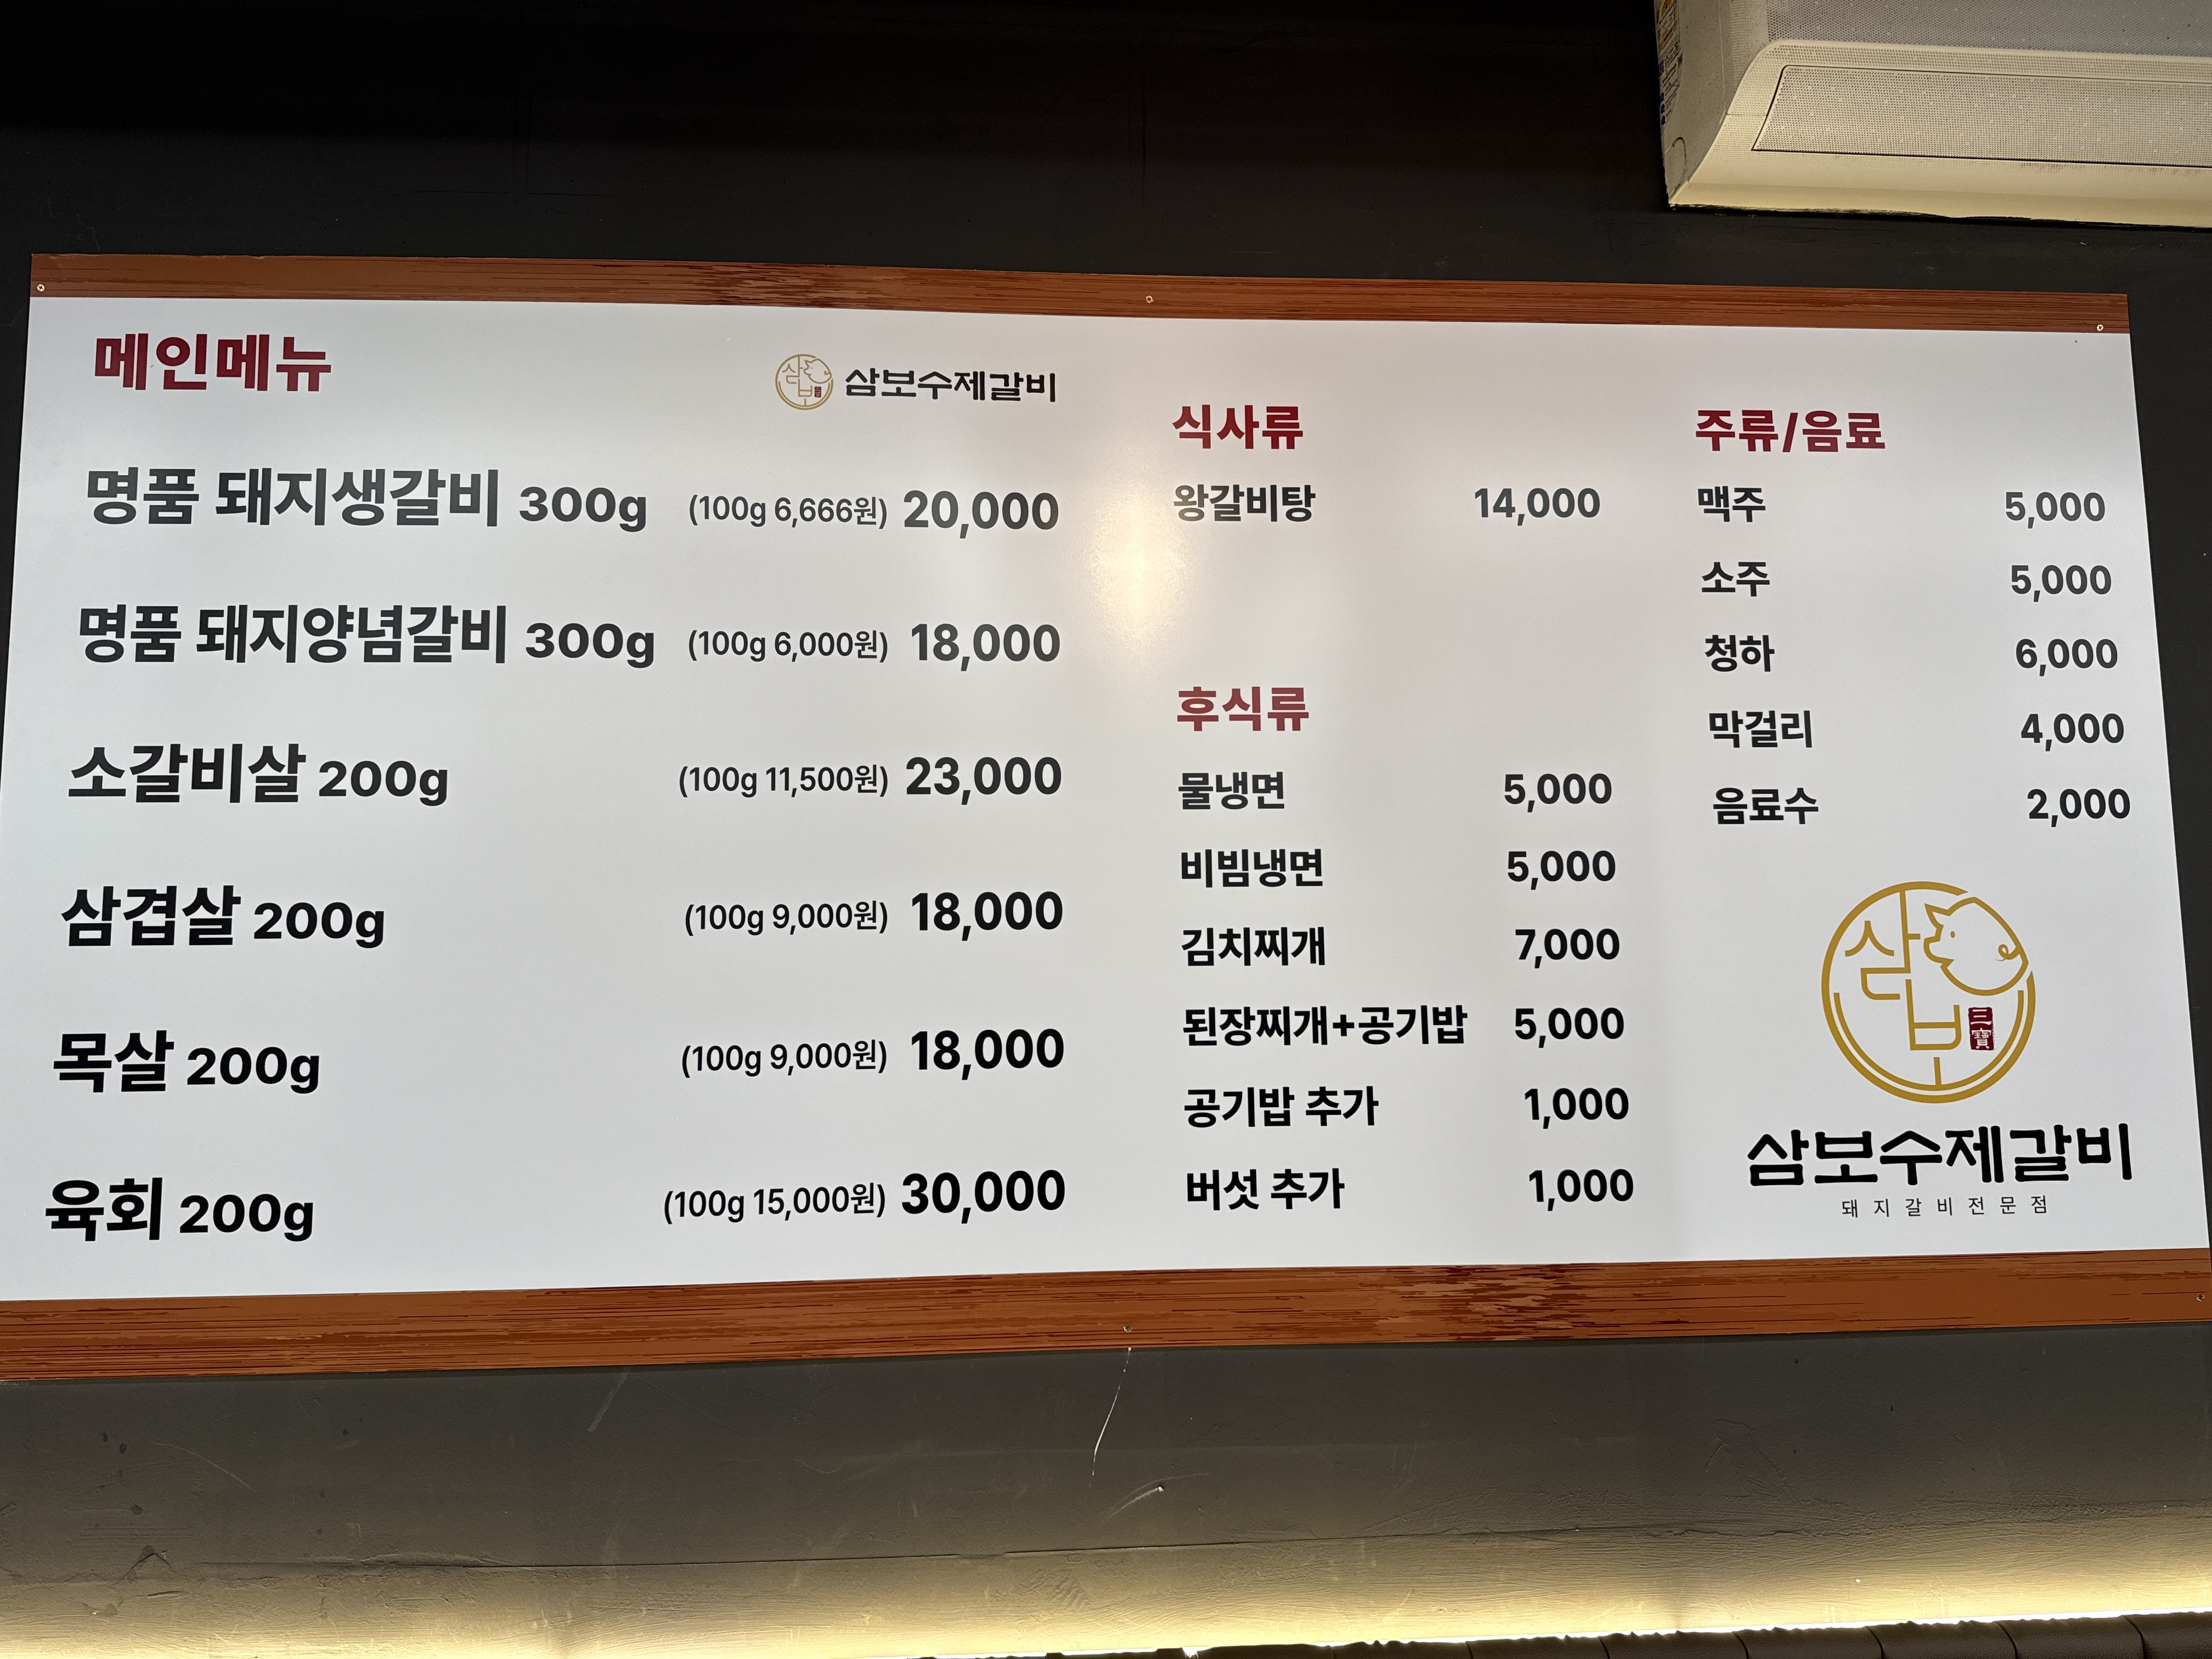 메인메뉴
삼보
삼보수제갈비
명품 돼지생갈비 300g (100g 6,666원) 20,000
명품 돼지양념갈비 300g (100g 6,000원) 18,000
소갈비살 200g (100g 11,500원) 23,000
삼겹살 200g (100g 9,000원) 18,000
목살 200g (100g 9,000원) 18,000
육회 200g (100g 15,000원) 30,000
식사류
왕갈비탕 14,000
후식류
물냉면 5,000
비빔냉면 5,000
김치찌개 7,000
된장찌개+공기밥 5,000
공기밥 추가 1,000
버섯 추가 1,000
주류/음료
맥주 5,000
소주 5,000
청하 6,000
막걸리 4,000
음료수 2,000
삼보
三寶
삼보수제갈비
돼지갈비전문점